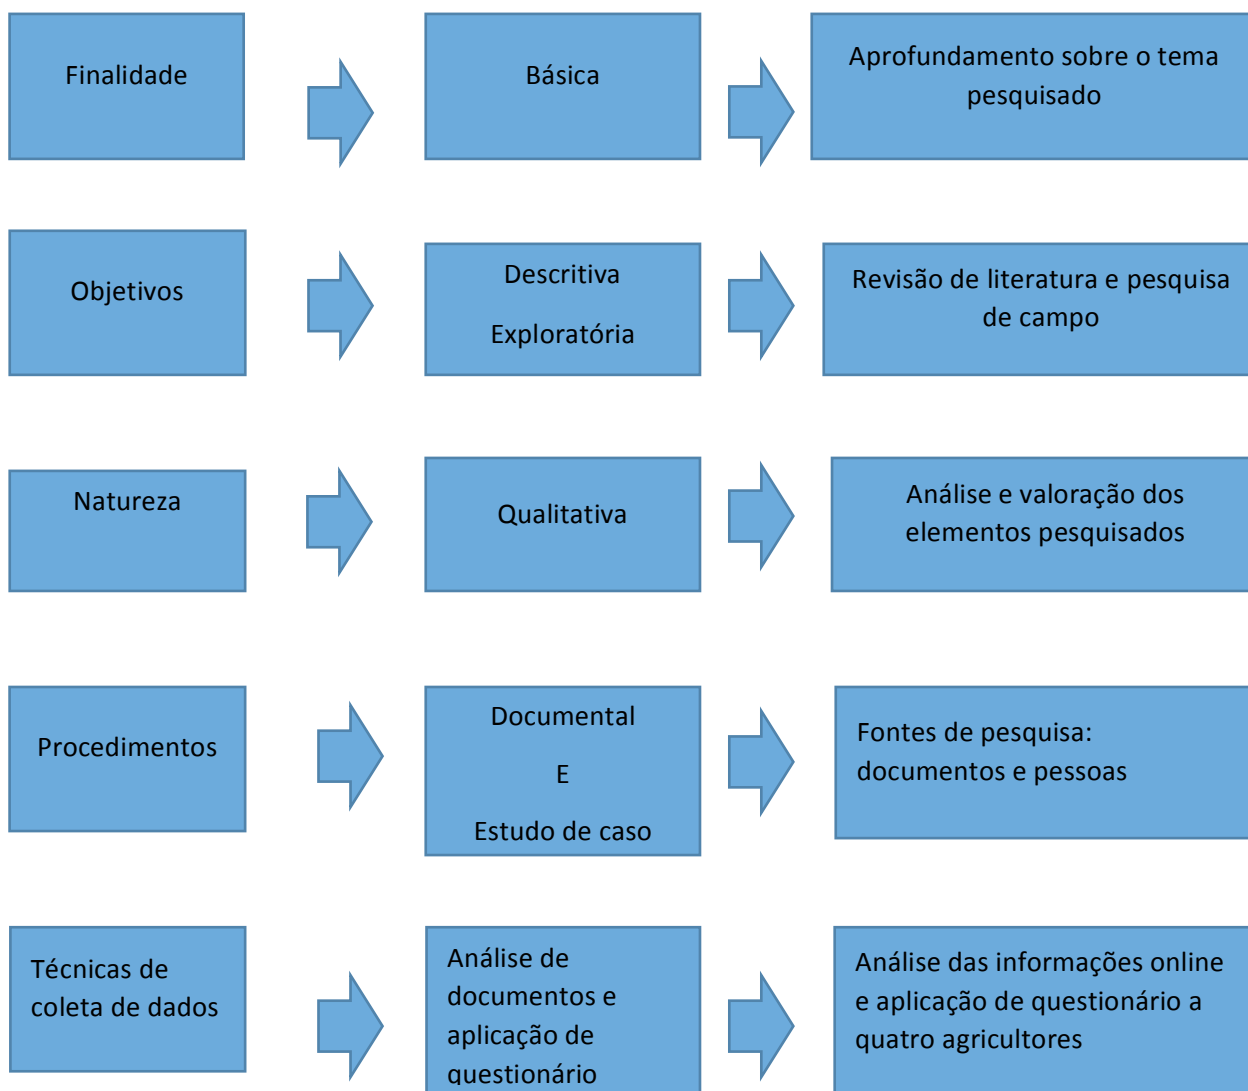 Finalidade
Básica
Aprofundamento sobre o tema
pesquisado
Objetivos
Descritiva
Exploratória
Revisão de literatura e pesquisa
de campo
Natureza
Qualitativa
Análise e valoração dos
elementos pesquisados
Procedimentos
Documental
E
Estudo de caso
Fontes de pesquisa:
documentos e pessoas
Técnicas de
coleta de dados
Análise de
documentos e
aplicação de
questionário
Análise das informações online
e aplicação de questionário a
quatro agricultores